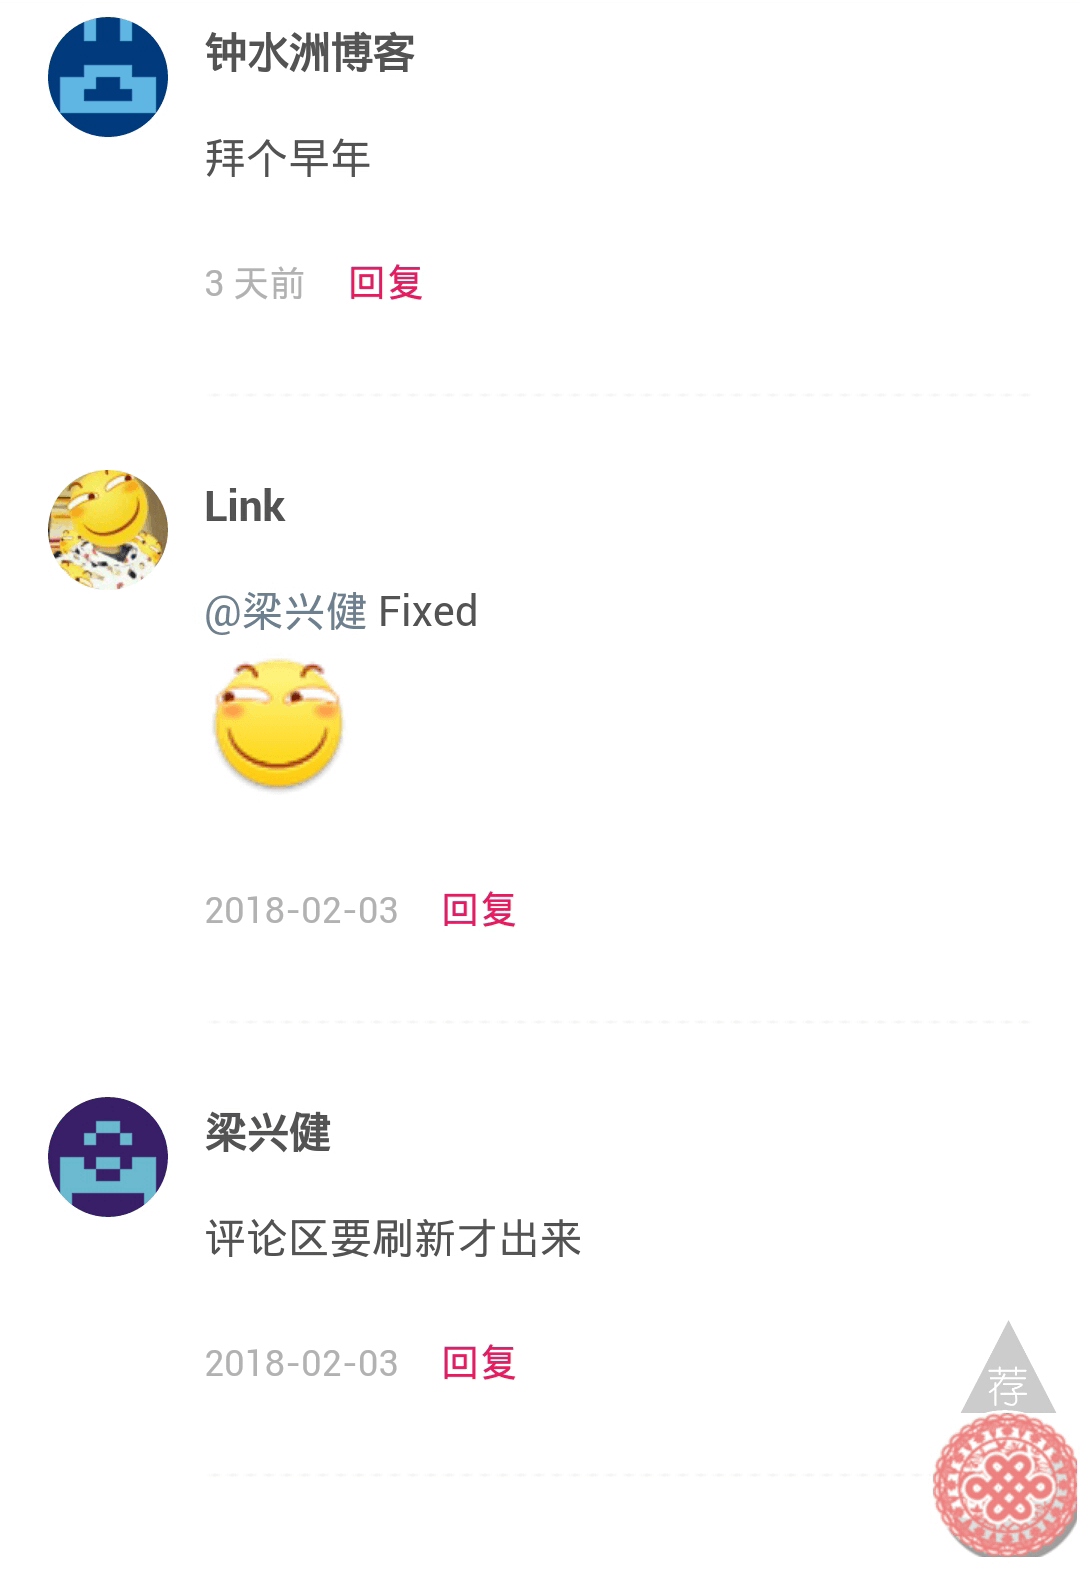 钟水洲博客
拜个早年
3 天前 回复
Link
@梁兴健 Fixed
2018-02-03 回复
梁兴健
评论区要刷新才出来
2018-02-03 回复
荐